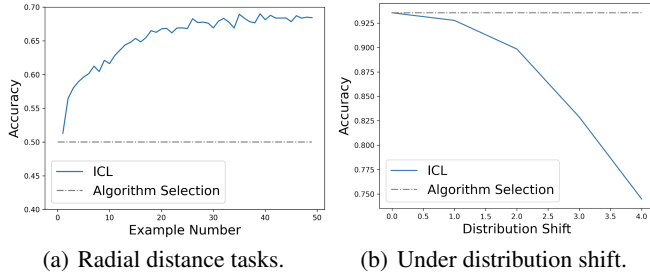 0.70
0.65
0.60
0.55
0.50
0.45
0.40
Accuracy
ICL
Algorithm Selection
0 10 20 30 40 50
Example Number
(a) Radial distance tasks.
0.925
0.900
0.875
0.850
0.825
0.800
0.775
0.750
Accuracy
ICL
Algorithm Selection
0.0 0.5 1.0 1.5 2.0 2.5 3.0 3.5 4.0
Distribution Shift
(b) Under distribution shift.